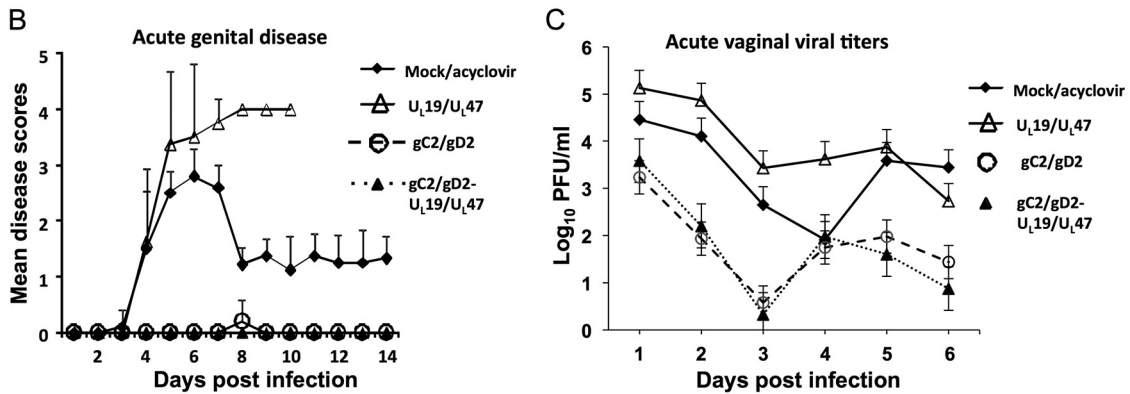 B
Acute genital disease
Mean disease scores
5
4
3
2
1
0
2
4
6
8
10
12
14
Days post infection
Mock/acyclovir
UL19/UL47
gC2/gD2
gC2/gD2-
UL19/UL47
C
Acute vaginal viral titers
Log10 PFU/ml
6
5
4
3
2
1
0
1
2
3
4
5
6
Days post infection
Mock/acyclovir
UL19/UL47
gC2/gD2
gC2/gD2-
UL19/UL47